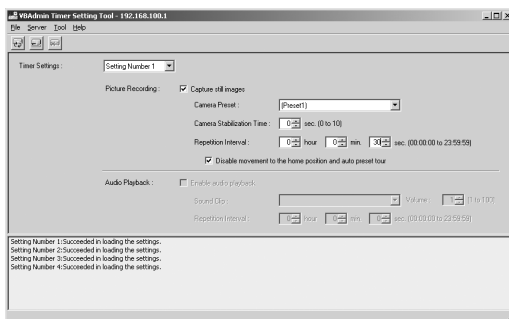 VBAdmin Timer Setting Tool - 192.168.100.1
File Server Tool Help
Timer Settings : Setting Number 1
Picture Recording : Capture still images
Camera Preset : (Preset1)
Camera Stabilization Time : 0 sec. (0 to 10)
Repetition Interval : 0 hour 0 min. 30 sec. (00:00:00 to 23:59:59)
Disable movement to the home position and auto preset tour
Audio Playback : Enable audio playback
Sound Clip : Volume : (1 to 100)
Repetition Interval : 0 hour 0 min. 0 sec. (00:00:00 to 23:59:59)
Setting Number 1:Succeeded in loading the settings.
Setting Number 2:Succeeded in loading the settings.
Setting Number 3:Succeeded in loading the settings.
Setting Number 4:Succeeded in loading the settings.